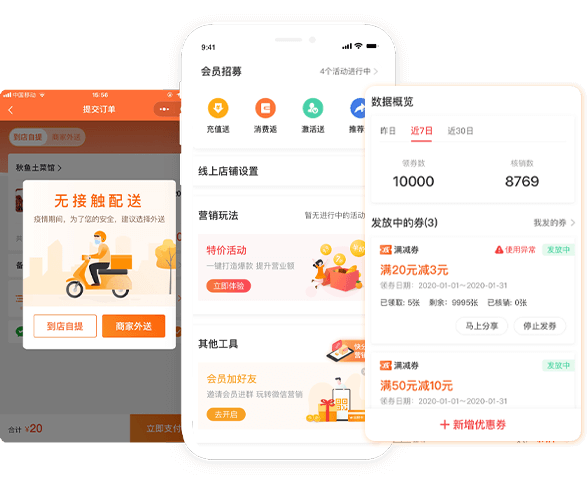 中国移动
15:56
提交订单
到店自提
商家外送
秋鱼土菜馆
无接触配送
疫情期间，为了您的安全，建议选择外送
到店自提
商家外送
合计 ¥20
立即支付
9:41
会员招募
4个活动进行中
充值送
消费返
激活送
推荐
线上店铺设置
营销玩法
暂无进行中的活动
特价活动
一键打造爆款 提升营业额
立即体验
其他工具
会员加好友
邀请会员进群 玩转微信营销
去开启
数据概览
昨日
近7日
近30日
领券数
核销数
10000
8769
发放中的券(3)
我发的券
满减券
使用异常
发放中
满20元减3元
领券日期：2020-01-01~2020-01-31
已领取: 5张
剩余: 9995张
已核销: 0张
马上分享
停止发券
满减券
发放中
满50元减10元
领券日期：2020-01-01~2020-01-31
新增优惠券